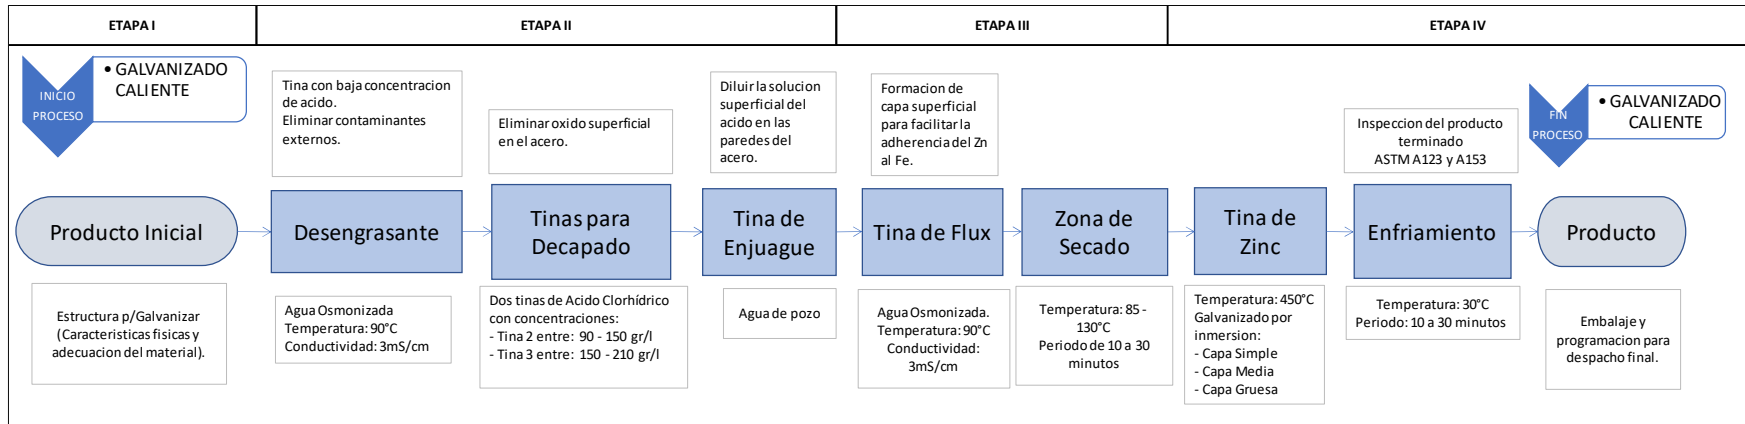 ETAPA I
ETAPA II
ETAPA III
ETAPA IV
INICIO
PROCESO
• GALVANIZADO
CALIENTE
Tina con baja concentracion
de acido.
Eliminar contaminantes
externos.
Eliminar oxido superficial
en el acero.
Diluir la solucion
superficial del
acido en las
paredes del
acero.
Formacion de
capa superficial
para facilitar la
adherencia del Zn
al Fe.
Inspeccion del producto
terminado
ASTM A123 y A153
FIN
PROCESO
• GALVANIZADO
CALIENTE
Producto Inicial
Desengrasante
Tinas para
Decapado
Tina de
Enjuague
Tina de Flux
Zona de
Secado
Tina de
Zinc
Enfriamiento
Producto
Estructura p/Galvanizar
(Caracteristicas fisicas y
adecuacion del material).
Agua Osmonizada
Temperatura: 90°C
Conductividad: 3mS/cm
Dos tinas de Acido Clorhídrico
con concentraciones:
- Tina 2 entre: 90 - 150 gr/l
- Tina 3 entre: 150 - 210 gr/l
Agua de pozo
Agua Osmonizada.
Temperatura: 90°C
Conductividad:
3mS/cm
Temperatura: 85 -
130°C
Periodo de 10 a 30
minutos
Temperatura: 450°C
Galvanizado por
inmersion:
- Capa Simple
- Capa Media
- Capa Gruesa
Temperatura: 30°C
Periodo: 10 a 30 minutos
Embalaje y
programacion para
despacho final.